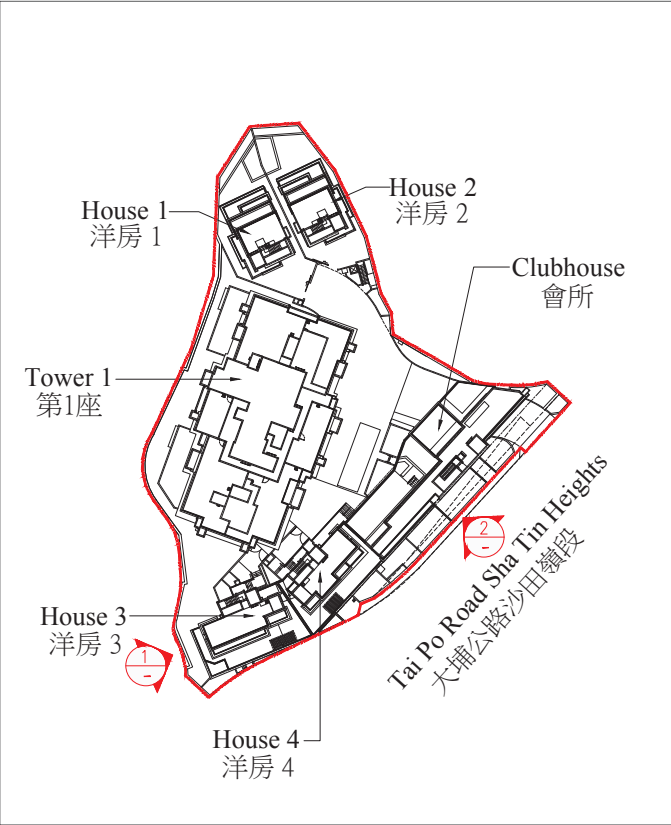 House 1
洋房 1
House 2
洋房 2
Clubhouse
會所
Tower 1
第1座
2
-
Tai Po Road Sha Tin Heights
大埔公路沙田嶺段
House 3
洋房 3
1
-
House 4
洋房 4